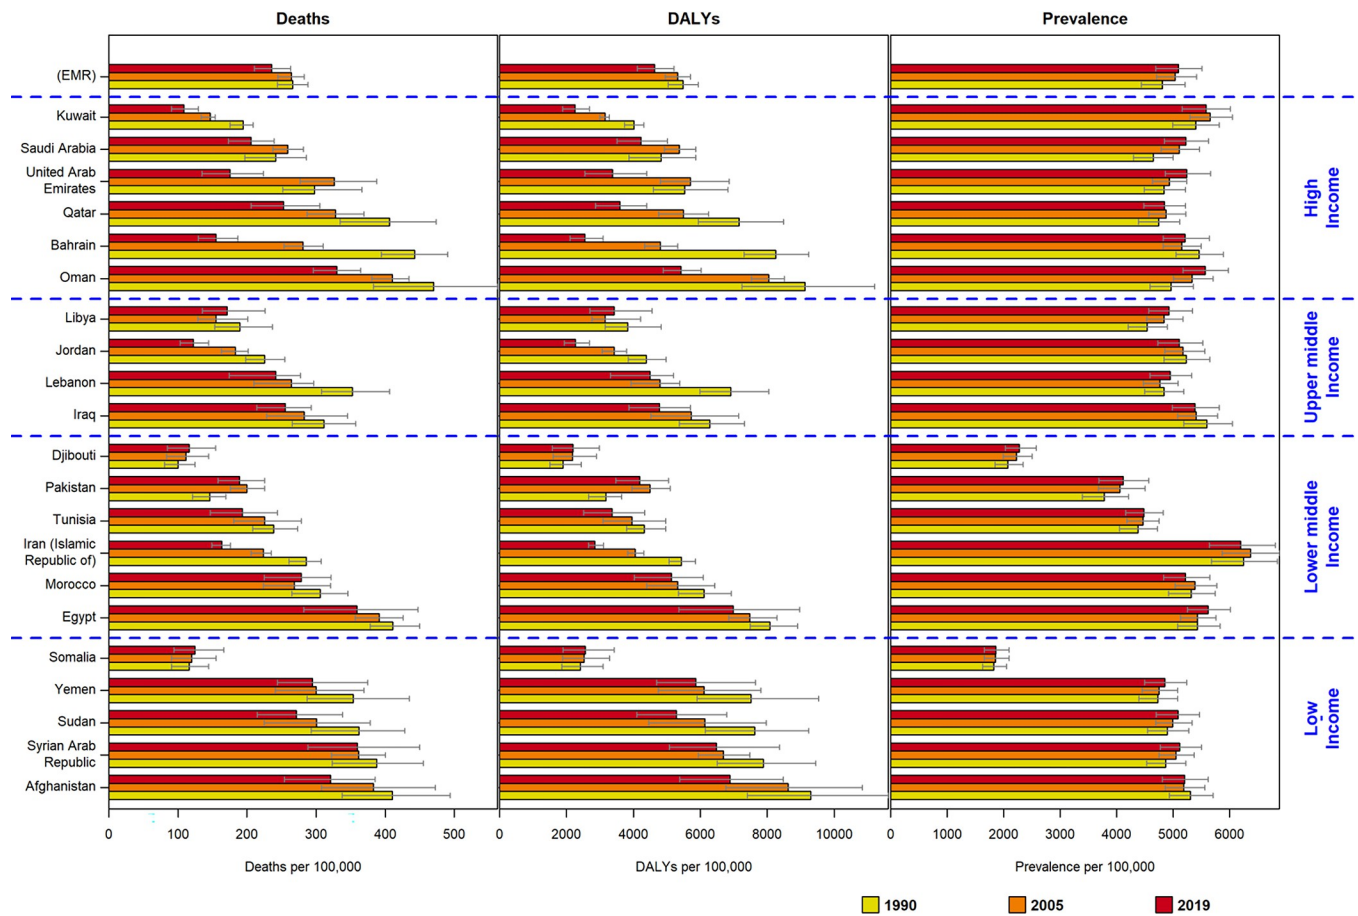 Deaths DALYs Prevalence
(EMR)
Kuwait
Saudi Arabia
United Arab
Emirates
Qatar
Bahrain
Oman
High
Income
Libya
Jordan
Lebanon
Iraq
Upper middle
Income
Djibouti
Pakistan
Tunisia
Iran (Islamic
Republic of)
Morocco
Egypt
Lower middle
Income
Somalia
Yemen
Sudan
Syrian Arab
Republic
Afghanistan
Low-
Income
0 100 200 300 400 500 0 2000 4000 6000 8000 10000 0 1000 2000 3000 4000 5000 6000
Deaths per 100,000 DALYs per 100,000 Prevalence per 100,000
1990 2005 2019